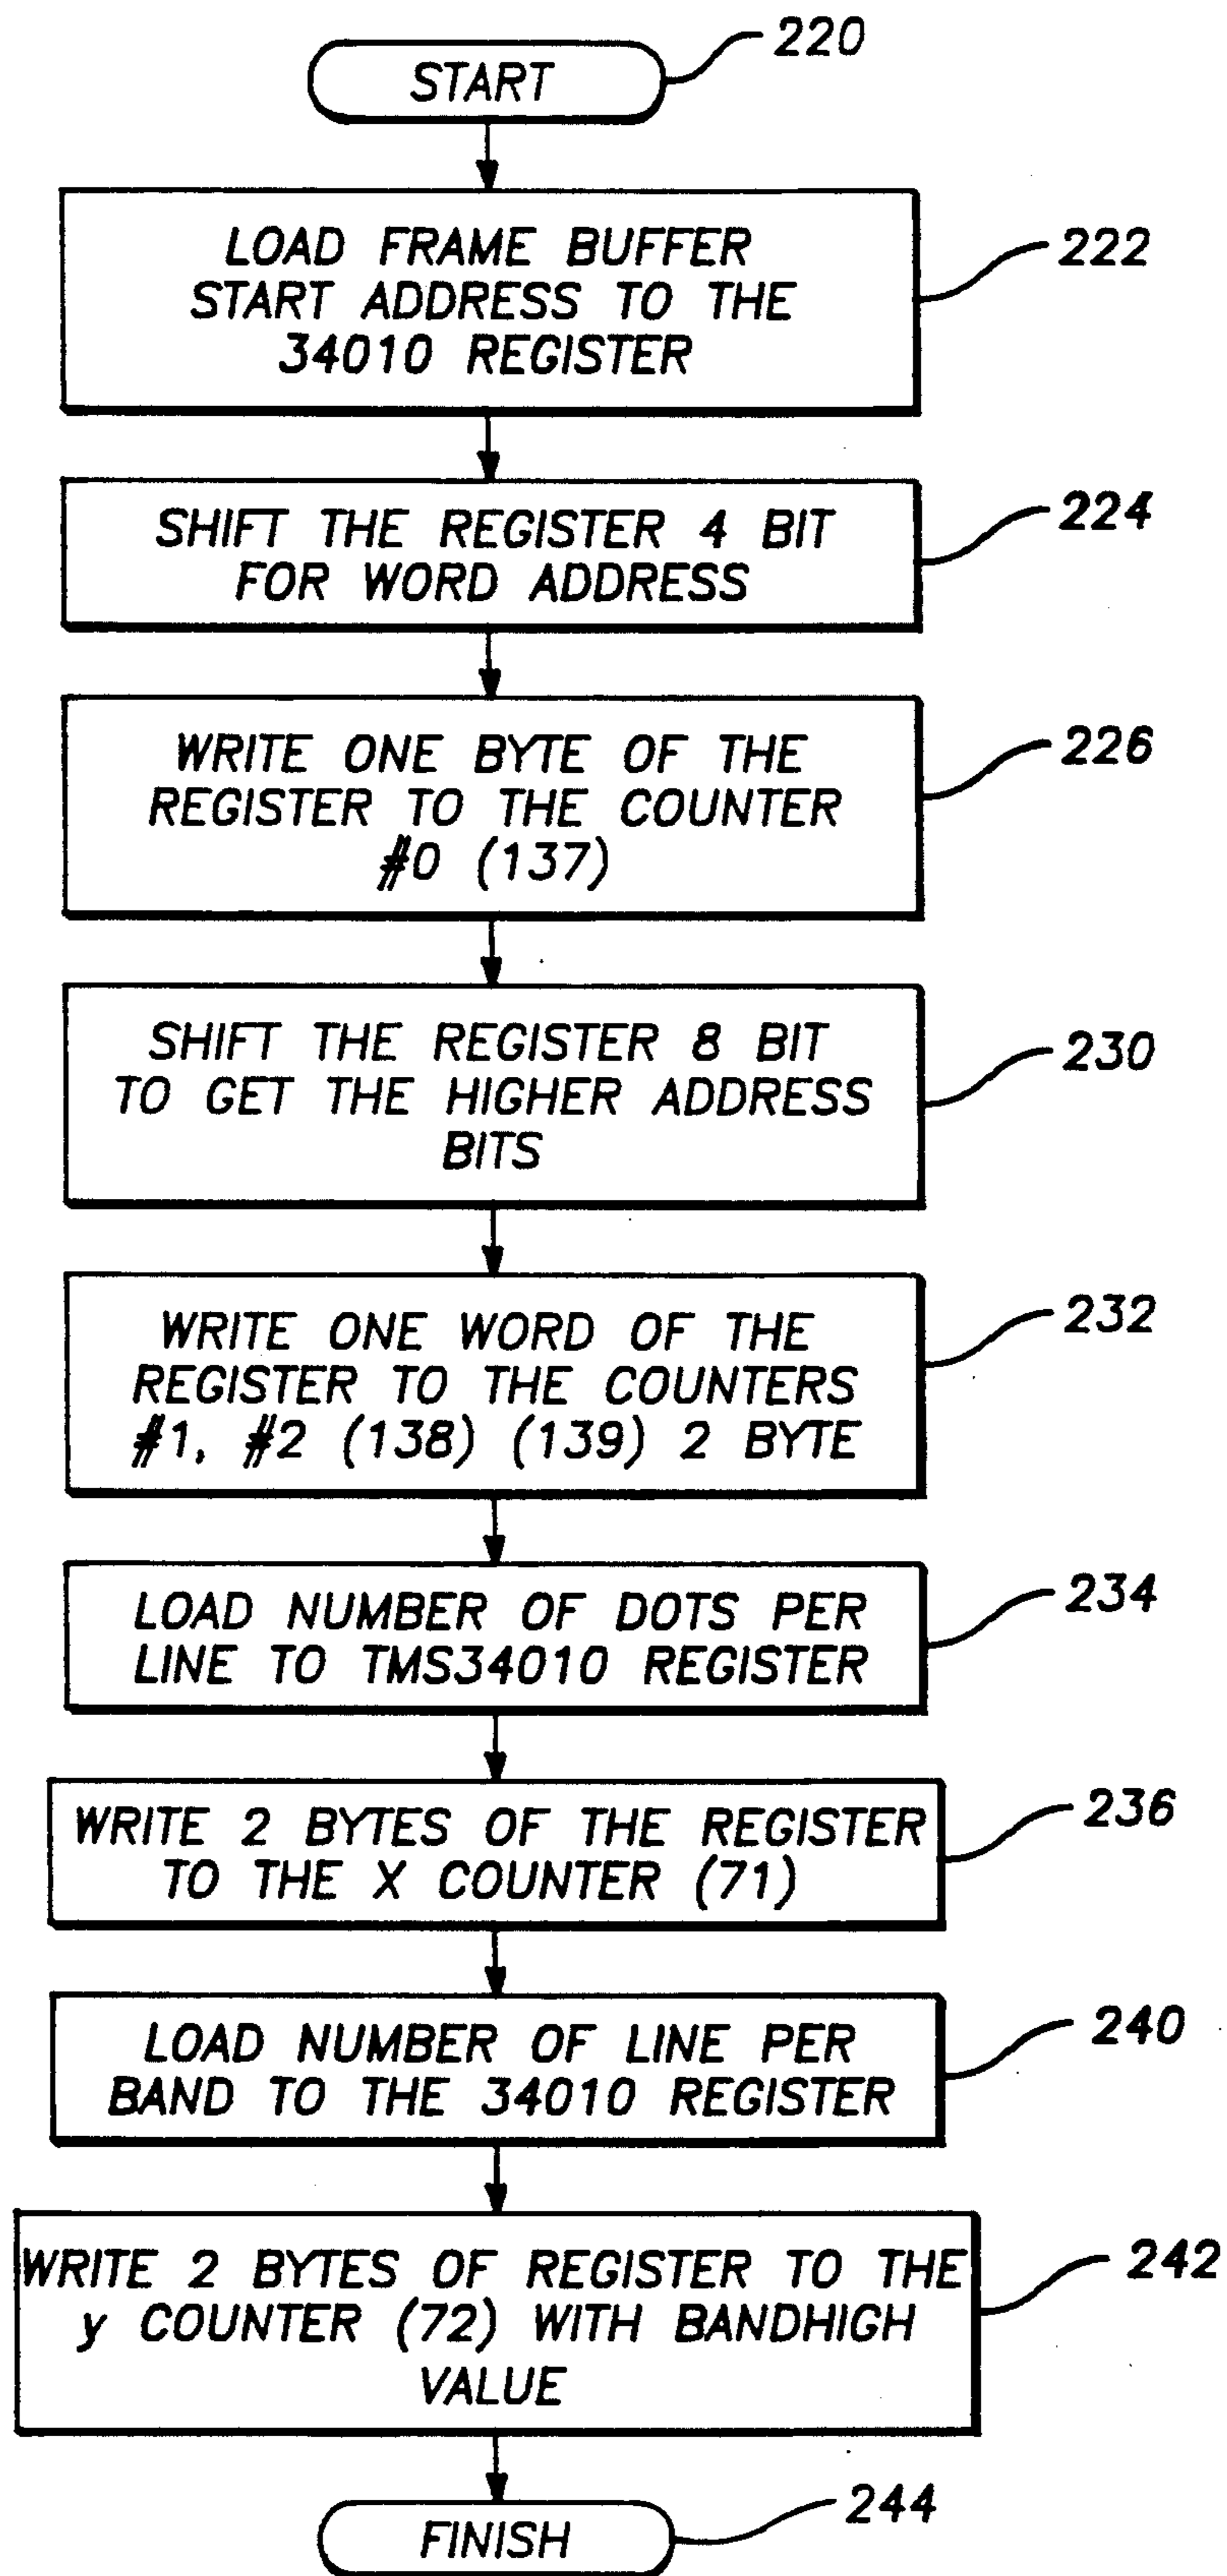 START
220
LOAD FRAME BUFFER
START ADDRESS TO THE
34010 REGISTER
222
SHIFT THE REGISTER 4 BIT
FOR WORD ADDRESS
224
WRITE ONE BYTE OF THE
REGISTER TO THE COUNTER
#0 (137)
226
SHIFT THE REGISTER 8 BIT
TO GET THE HIGHER ADDRESS
BITS
230
WRITE ONE WORD OF THE
REGISTER TO THE COUNTERS
#1, #2 (138) (139) 2 BYTE
232
LOAD NUMBER OF DOTS PER
LINE TO TMS34010 REGISTER
234
WRITE 2 BYTES OF THE REGISTER
TO THE X COUNTER (71)
236
LOAD NUMBER OF LINE PER
BAND TO THE 34010 REGISTER
240
WRITE 2 BYTES OF REGISTER TO THE
y COUNTER (72) WITH BANDHIGH
VALUE
242
FINISH
244